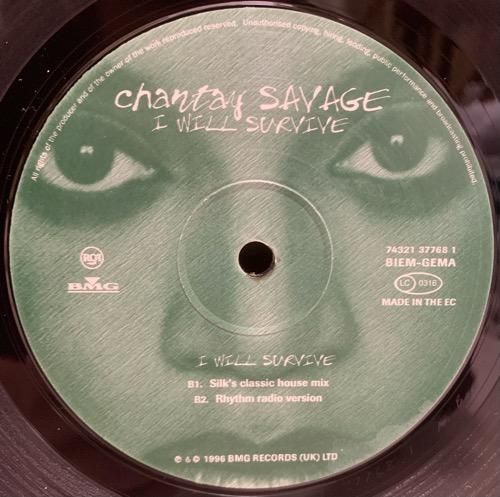 All rights of the producer and of the owner of the work reproduced reserved. Unauthorised copying, hiring, lending, public performance and broadcasting prohibited.
chantay SAVAGE
I WILL SURVIVE
74321 37768 1
BIEM-GEMA
LC 0316
MADE IN THE EC
RCA
BMG
I WILL SURVIVE
B1. Silk's classic house mix
B2. Rhythm radio version
℗ & © 1996 BMG RECORDS (UK) LTD